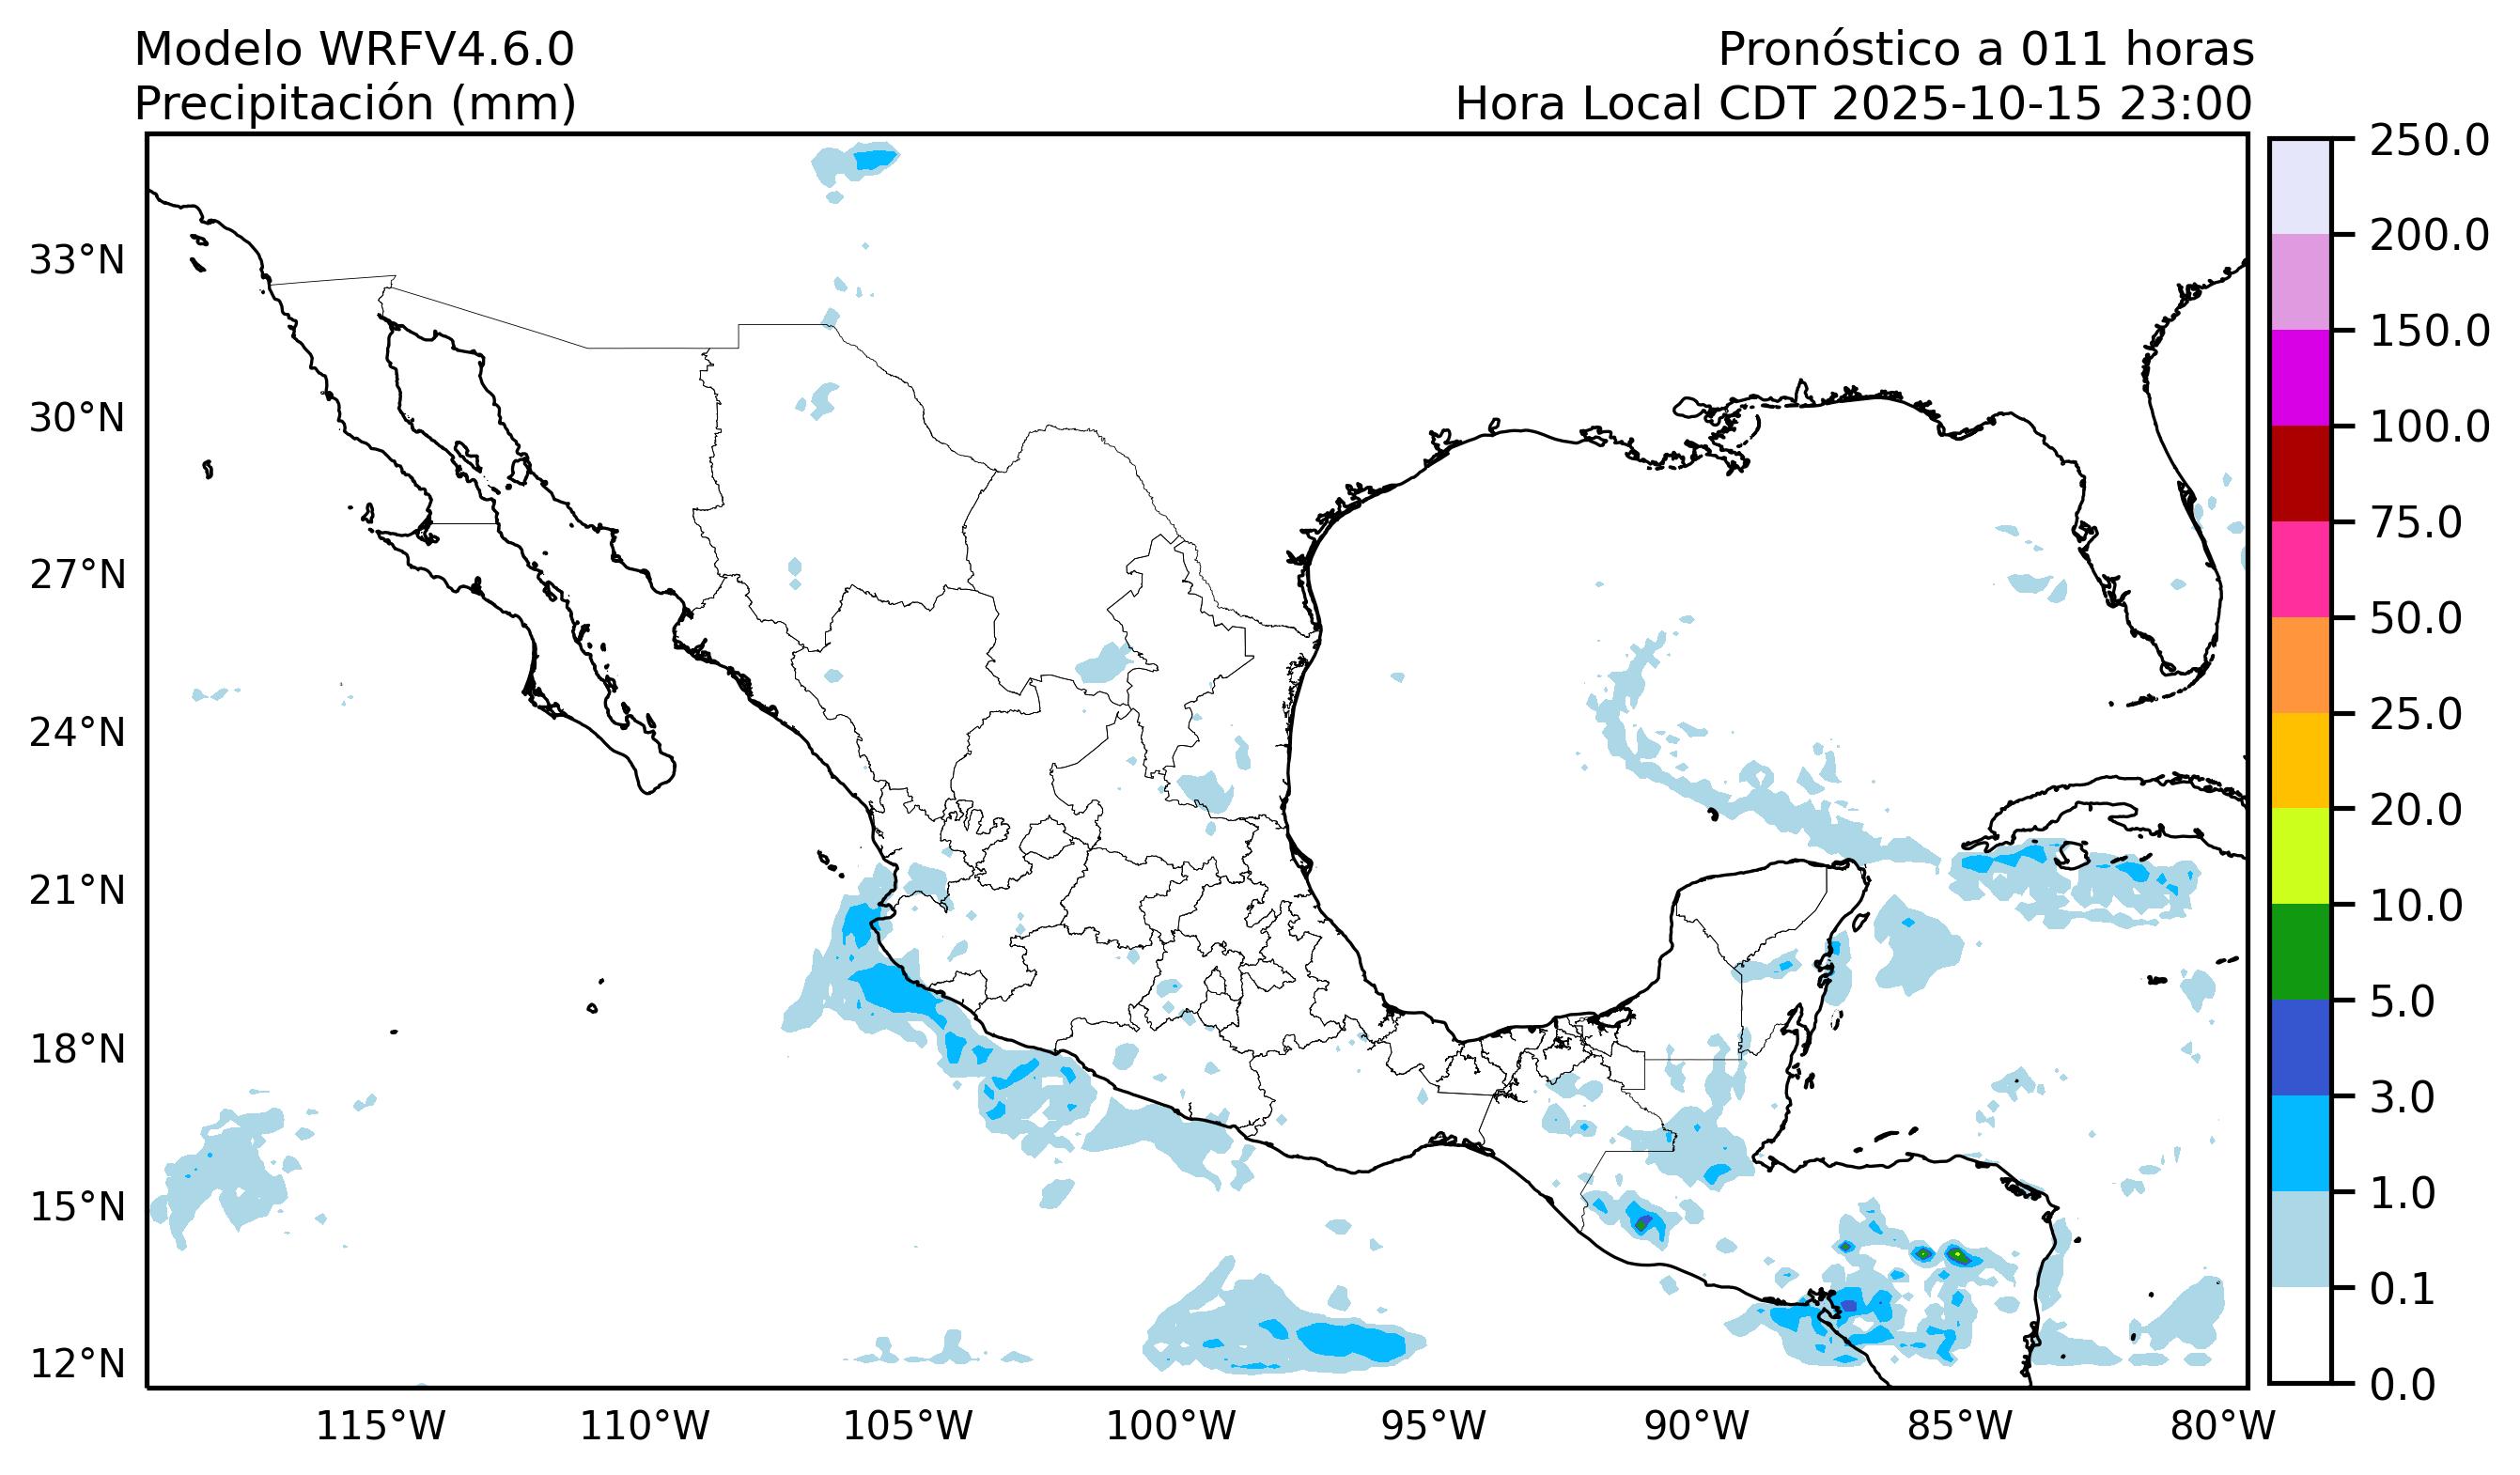 Modelo WRFV4.6.0
Precipitación (mm)
Pronóstico a 011 horas
Hora Local CDT 2025-10-15 23:00
33°N
30°N
27°N
24°N
21°N
18°N
15°N
12°N
115°W
110°W
105°W
100°W
95°W
90°W
85°W
80°W
250.0
200.0
150.0
100.0
75.0
50.0
25.0
20.0
10.0
5.0
3.0
1.0
0.1
0.0